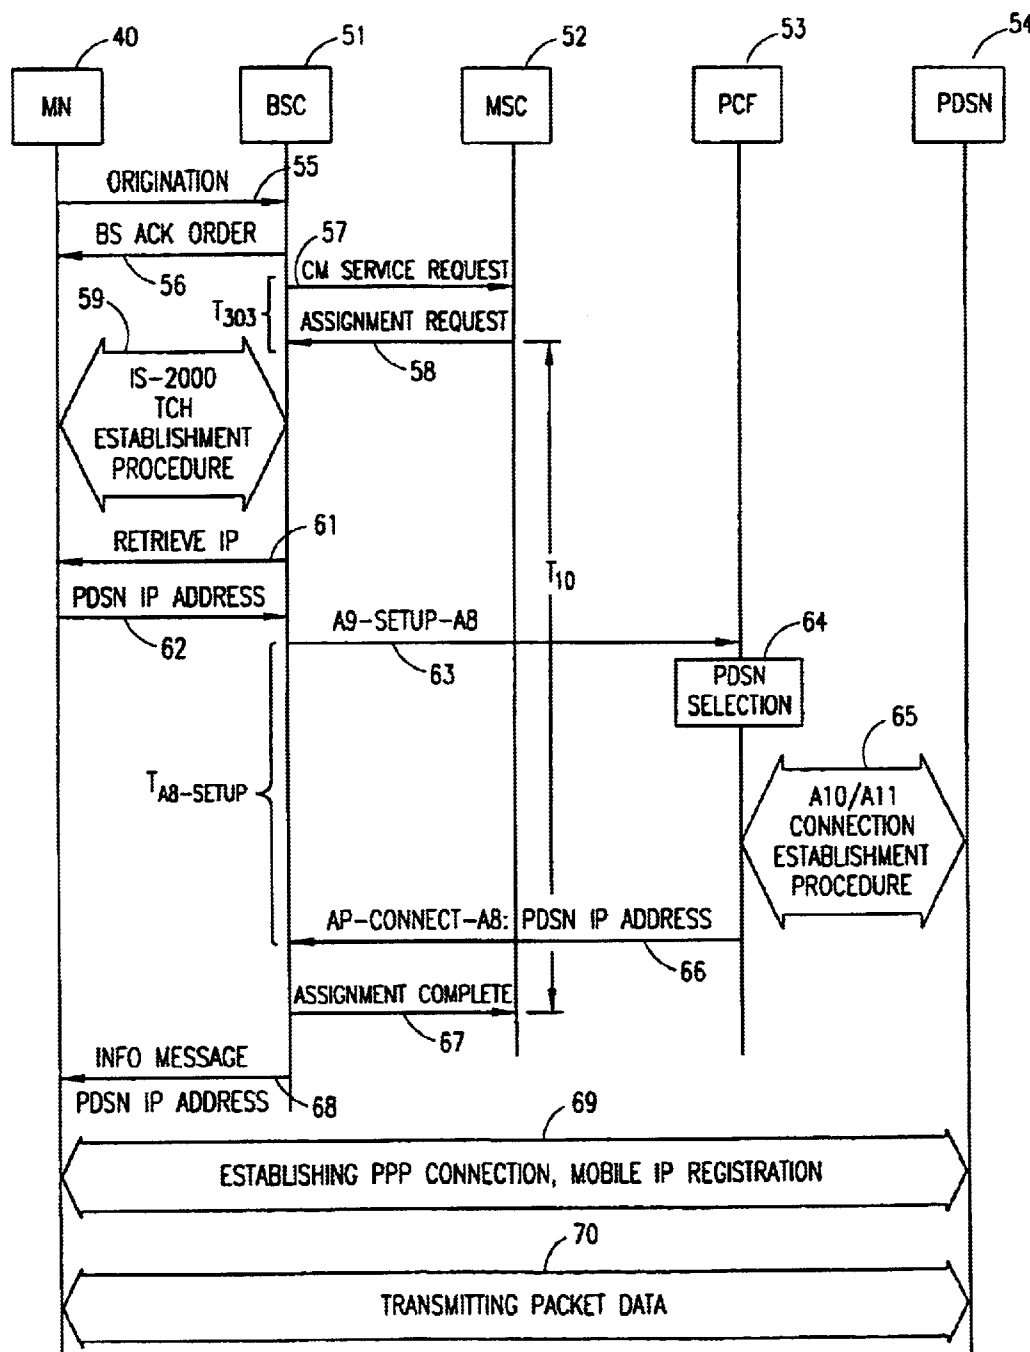 40
51
52
53
54
MN
BSC
MSC
PCF
PDSN
ORIGINATION
55
BS ACK ORDER
56
57
CM SERVICE REQUEST
T303
ASSIGNMENT REQUEST
58
59
IS-2000
TCH
ESTABLISHMENT
PROCEDURE
RETRIEVE IP
61
T10
PDSN IP ADDRESS
62
A9-SETUP-A8
63
64
PDSN
SELECTION
65
TA8-SETUP
A10/A11
CONNECTION
ESTABLISHMENT
PROCEDURE
AP-CONNECT-A8: PDSN IP ADDRESS
66
ASSIGNMENT COMPLETE
67
INFO MESSAGE
PDSN IP ADDRESS
68
69
ESTABLISHING PPP CONNECTION, MOBILE IP REGISTRATION
70
TRANSMITTING PACKET DATA